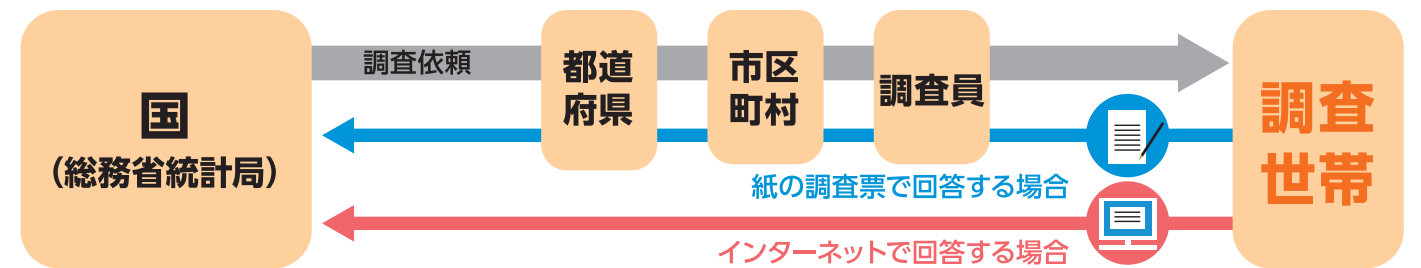 国
（総務省統計局）
調査依頼
都道
府県
市区
町村
調査員
調査
世帯
紙の調査票で回答する場合
インターネットで回答する場合